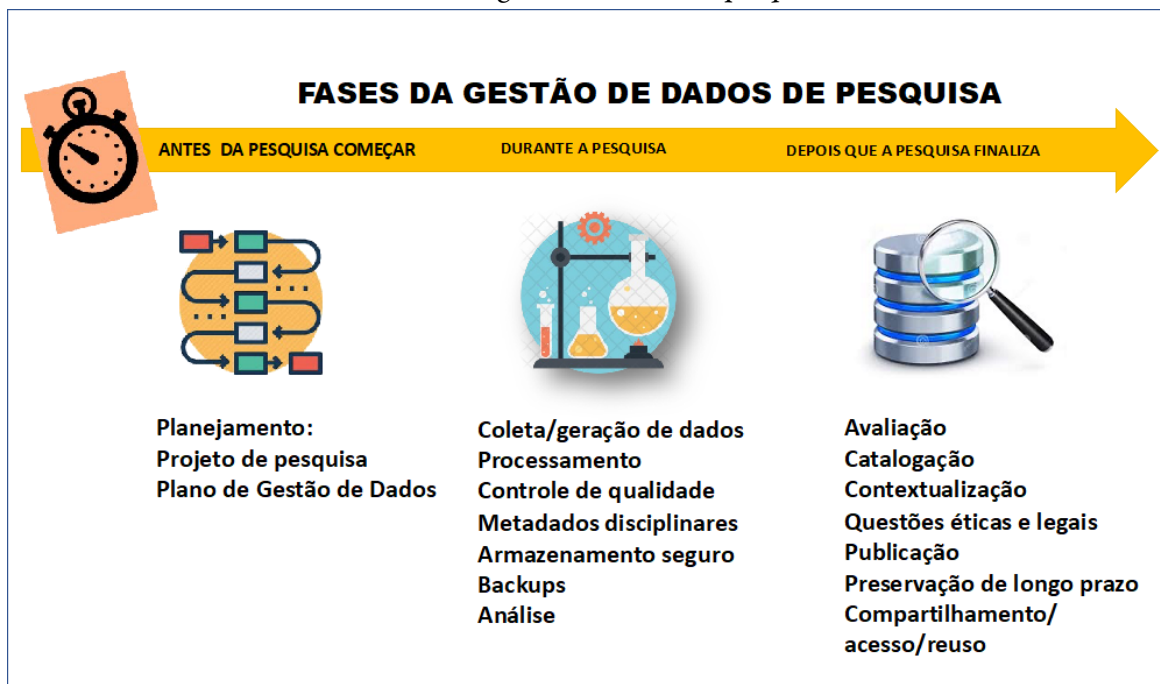 FASES DA GESTÃO DE DADOS DE PESQUISA
ANTES DA PESQUISA COMEÇAR
DURANTE A PESQUISA
DEPOIS QUE A PESQUISA FINALIZA
Planejamento:
Projeto de pesquisa
Plano de Gestão de Dados
Coleta/geração de dados
Processamento
Controle de qualidade
Metadados disciplinares
Armazenamento seguro
Backups
Análise
Avaliação
Catalogação
Contextualização
Questões éticas e legais
Publicação
Preservação de longo prazo
Compartilhamento/
acesso/reuso